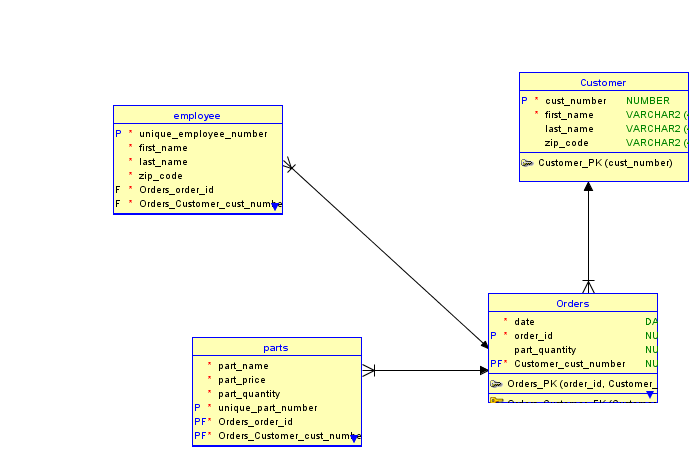 Customer
P * cust_number NUMBER
* first_name VARCHAR2 (
last_name VARCHAR2 (
zip_code VARCHAR2 (
Customer_PK (cust_number)
employee
P * unique_employee_number
* first_name
* last_name
* zip_code
F * Orders_order_id
F * Orders_Customer_cust_numbe
Orders
* date DA
P * order_id NU
part_quantity NU
PF* Customer_cust_number NU
Orders_PK (order_id, Customer_
parts
* part_name
* part_price
* part_quantity
P * unique_part_number
PF* Orders_order_id
PF* Orders_Customer_cust_numbe